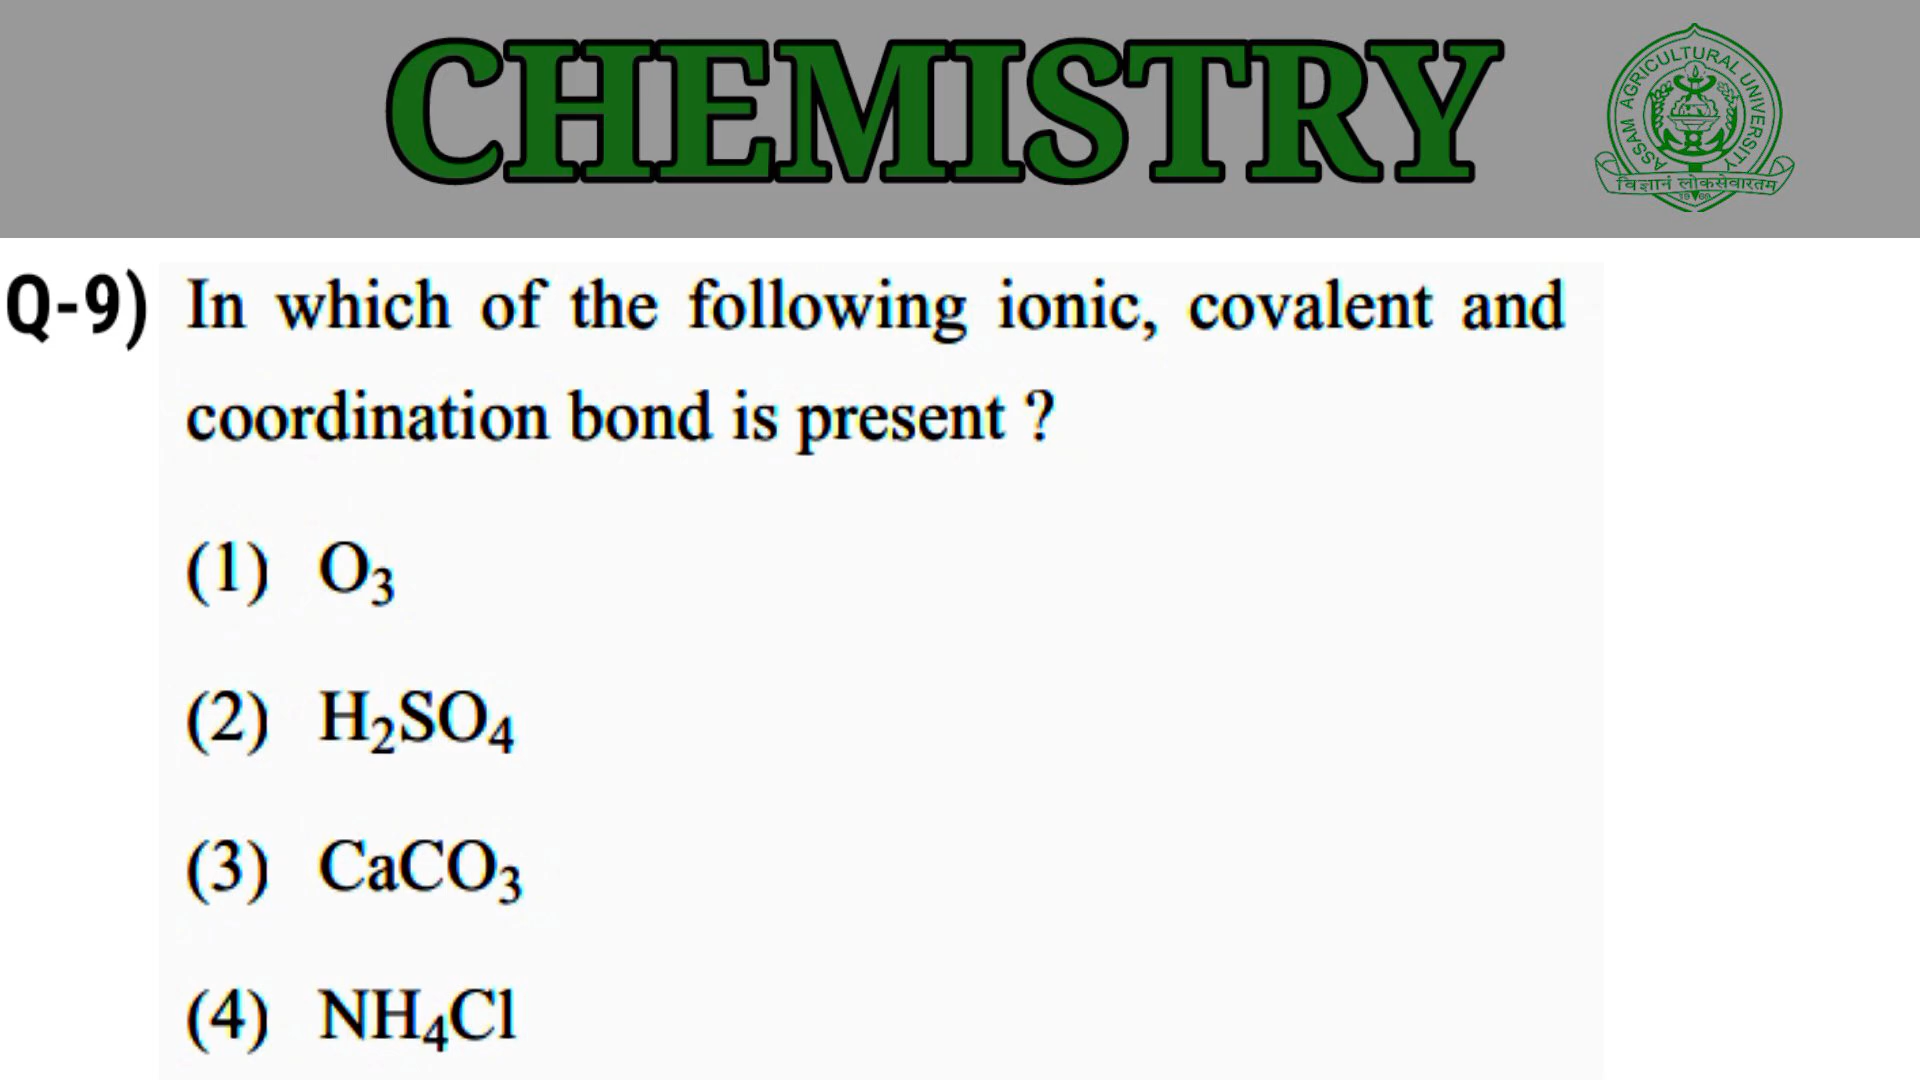 CHEMISTRY
ASSAM AGRICULTURAL UNIVERSITY
विज्ञानं लोकसेवारतम
Q-9) In which of the following ionic, covalent and
coordination bond is present ?
(1) O₃
(2) H₂SO₄
(3) CaCO₃
(4) NH₄Cl